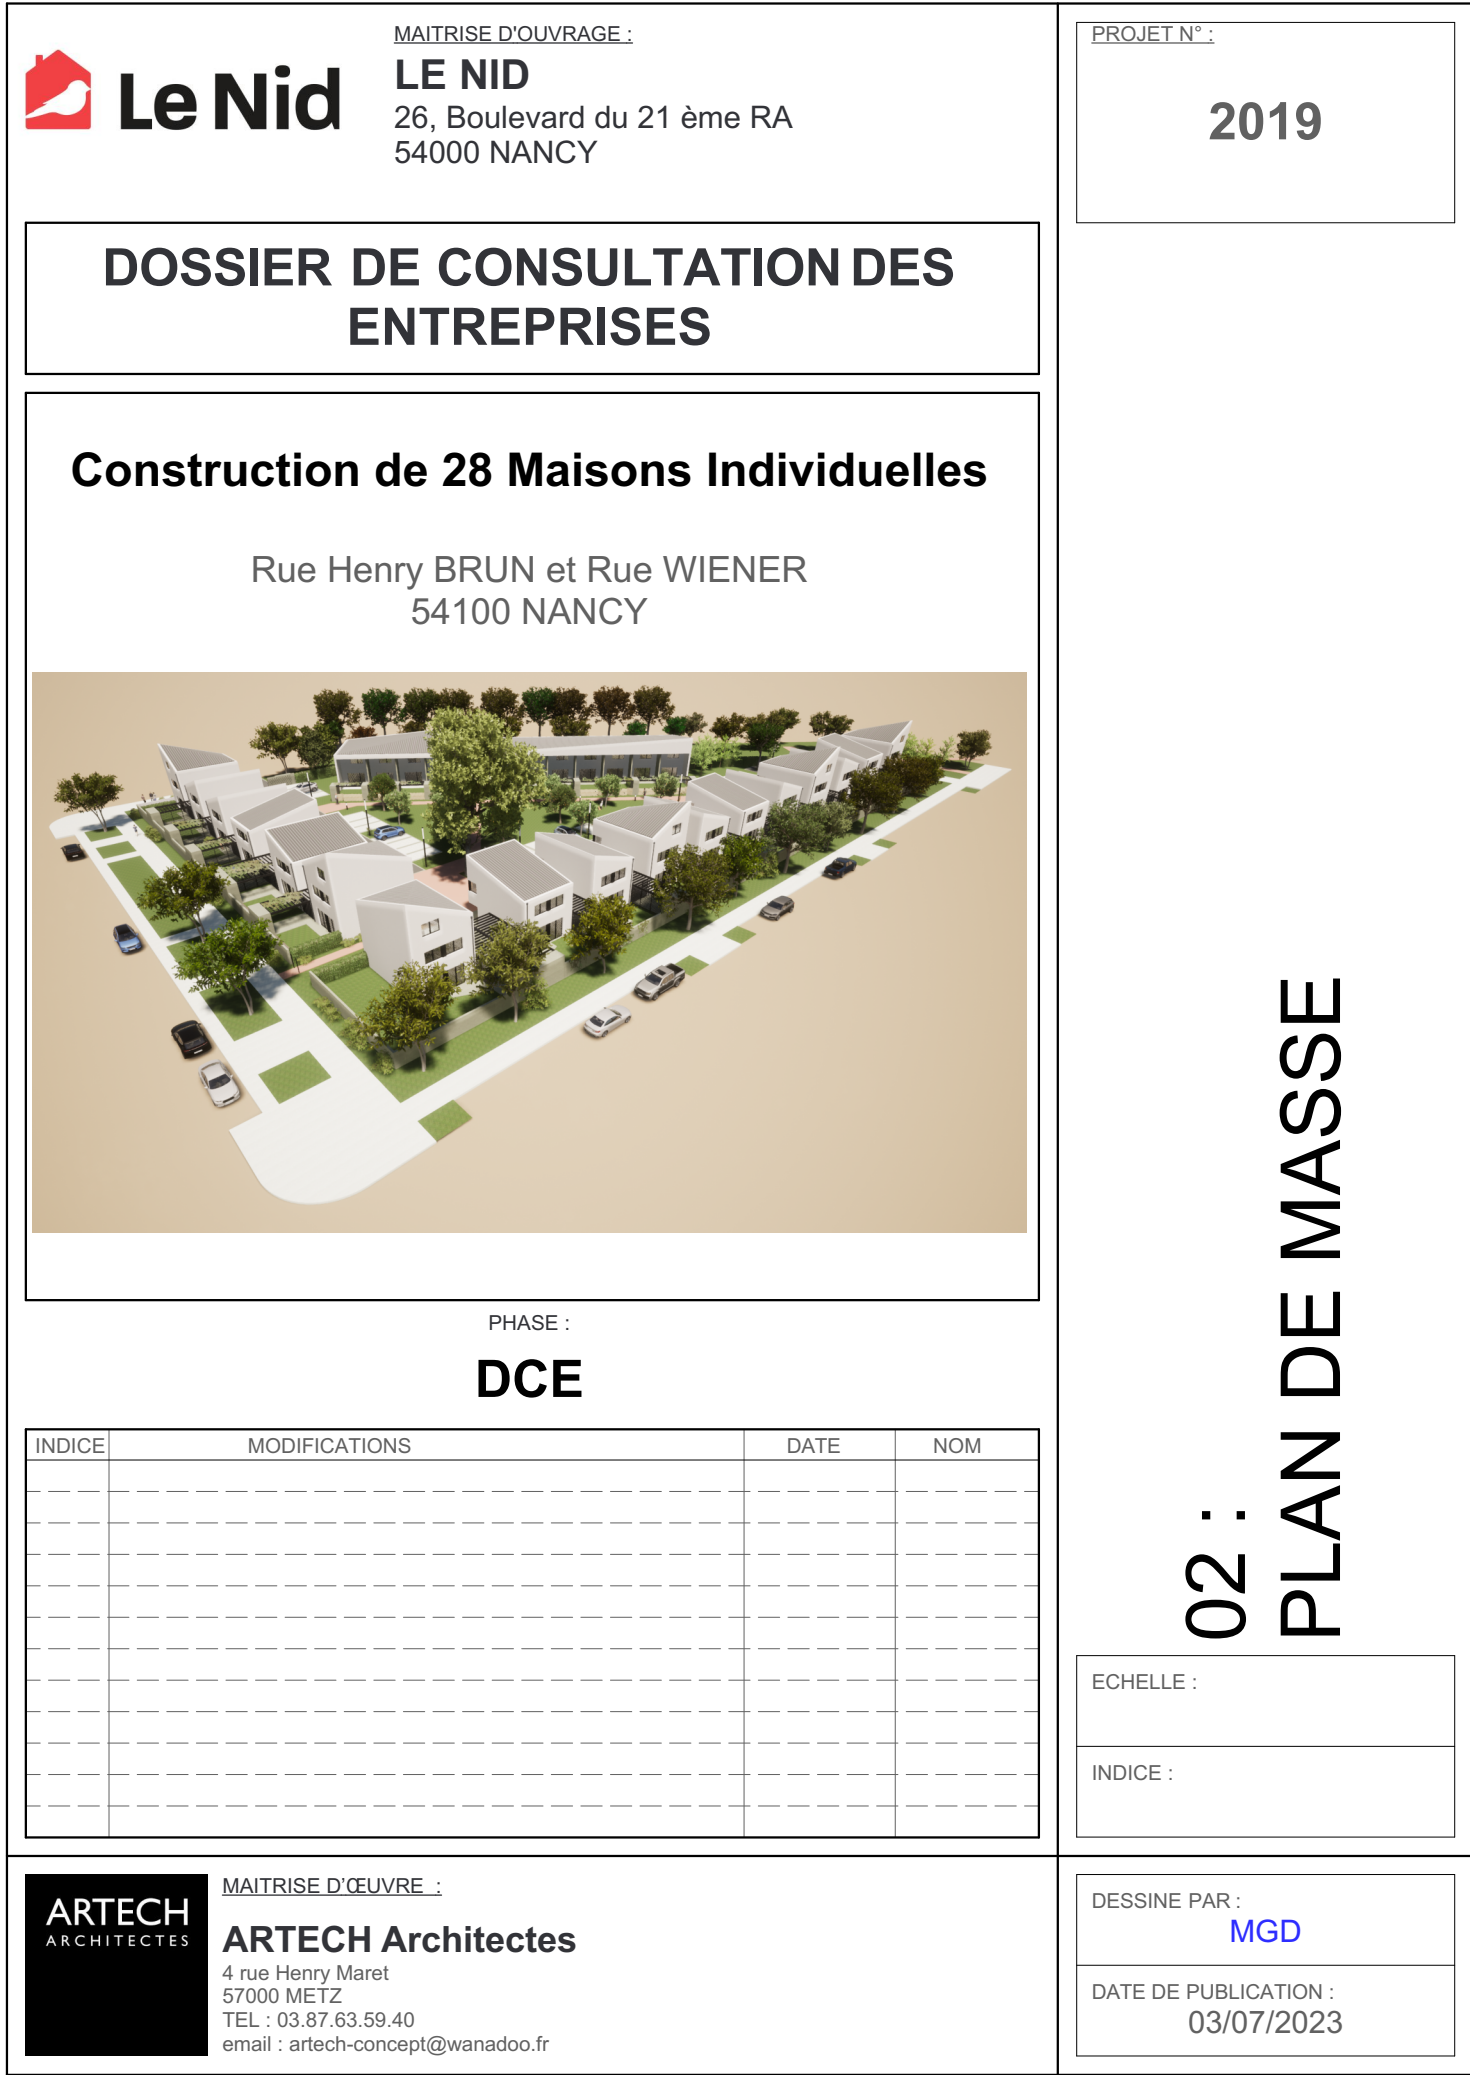 Le Nid
MAITRISE D'OUVRAGE :
LE NID
26, Boulevard du 21 ème RA
54000 NANCY
PROJET N° :
2019
DOSSIER DE CONSULTATION DES
ENTREPRISES
Construction de 28 Maisons Individuelles
Rue Henry BRUN et Rue WIENER
54100 NANCY
PHASE :
DCE
INDICE MODIFICATIONS DATE NOM
02 :
PLAN DE MASSE
ECHELLE :
INDICE :
ARTECH
ARCHITECTES
MAITRISE D'ŒUVRE :
ARTECH Architectes
4 rue Henry Maret
57000 METZ
TEL : 03.87.63.59.40
email : artech-concept@wanadoo.fr
DESSINE PAR :
MGD
DATE DE PUBLICATION :
03/07/2023